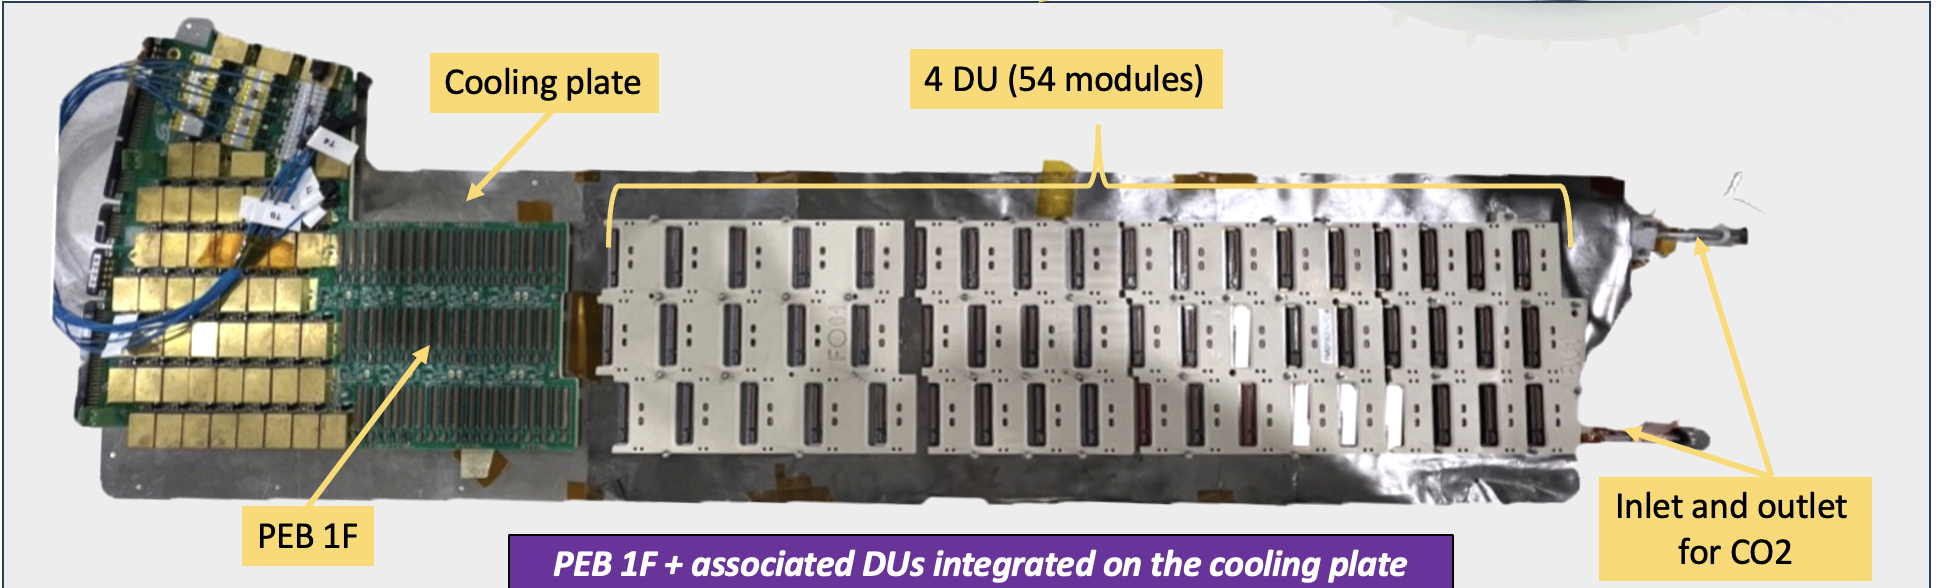 Cooling plate
4 DU (54 modules)
T4
PEB 1F
Inlet and outlet
for CO2
PEB 1F + associated DUs integrated on the cooling plate